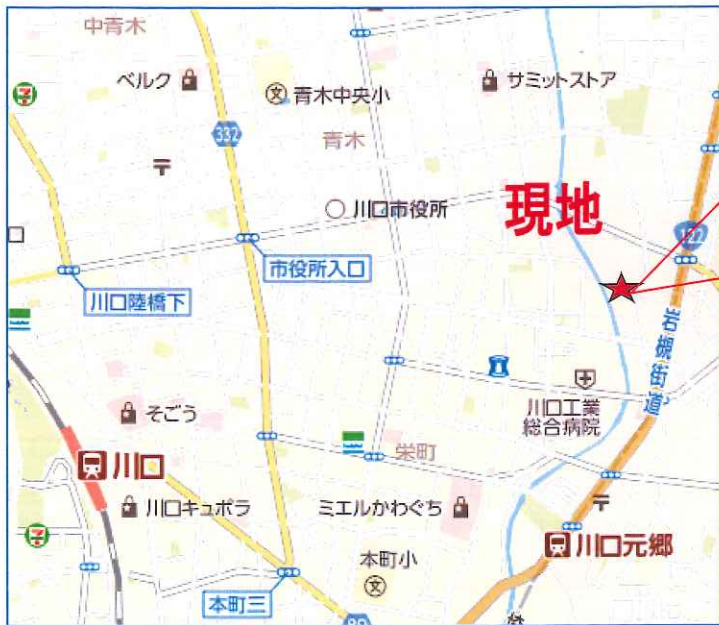 中青木
ベルク
青木中央小
サミットストア
332
青木
川口市役所
現地
122
市役所入口
川口陸橋下
岩槻街道
そごう
川口工業
総合病院
栄町
川口
川口キュポラ
ミエルかわぐち
川口元郷
本町小
本町三
文
文
7
7